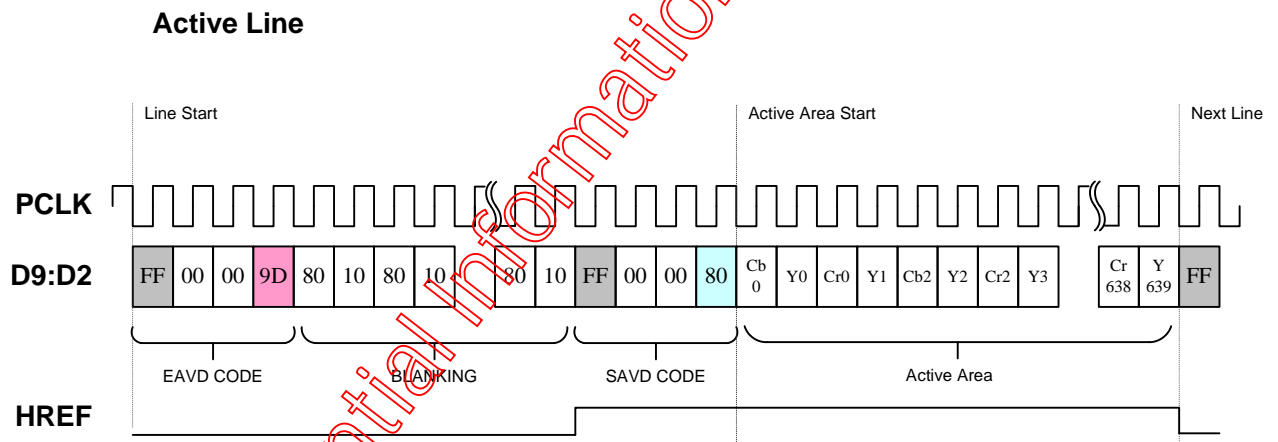 Active Line
Line Start
Active Area Start
Next Line
PCLK
D9:D2
FF 00 00 9D 80 10 80 10 80 10 FF 00 00 80 Cb 0 Y0 Cr0 Y1 Cb2 Y2 Cr2 Y3 Cr 638 Y 639 FF
EAVD CODE
BLANKING
SAVD CODE
Active Area
HREF
ntial Information